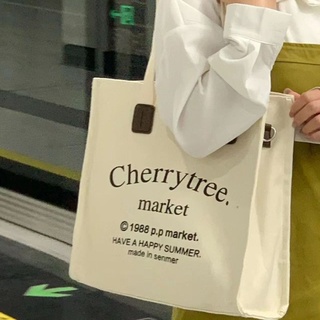 Cherrytree.
market
© 1988 p.p market.
HAVE A HAPPY SUMMER.
made in senmer